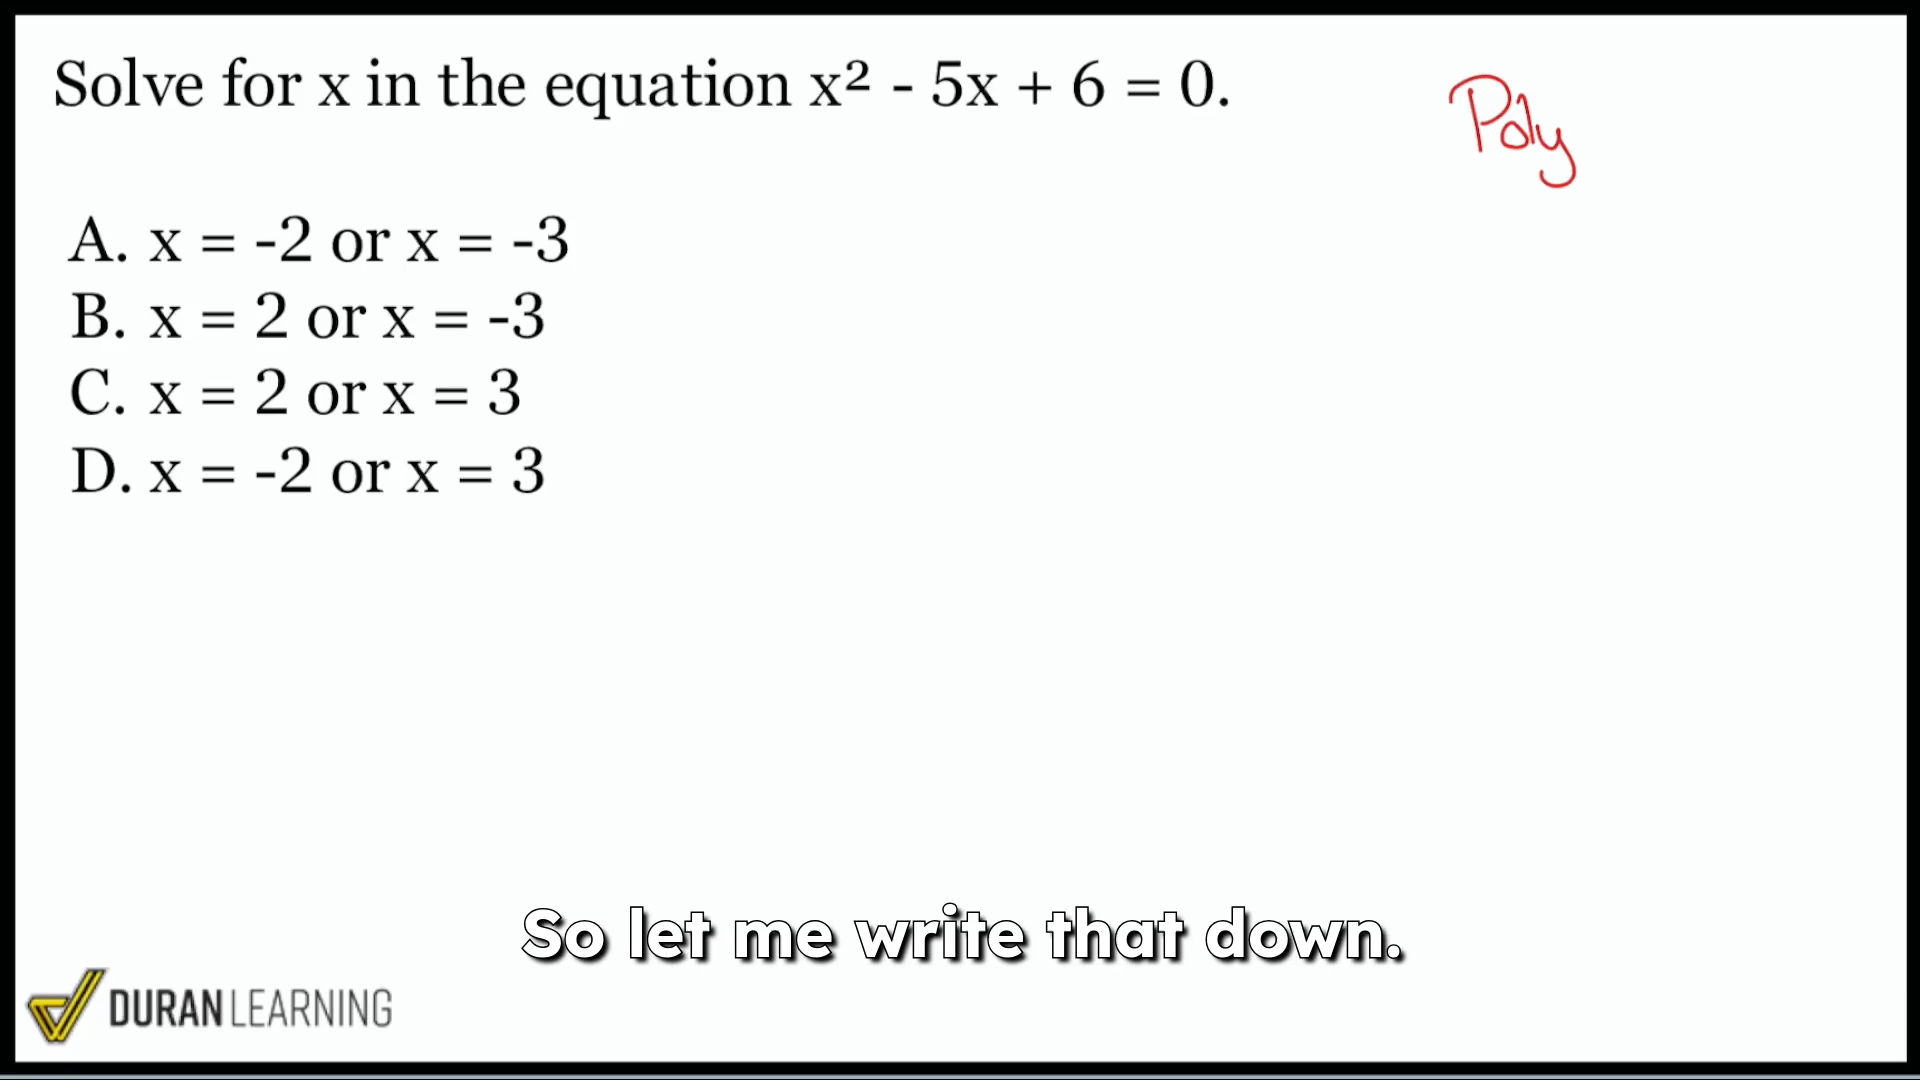 Solve for x in the equation x² - 5x + 6 = 0.
Poly
A. x = -2 or x = -3
B. x = 2 or x = -3
C. x = 2 or x = 3
D. x = -2 or x = 3
So let me write that down.
DURAN LEARNING